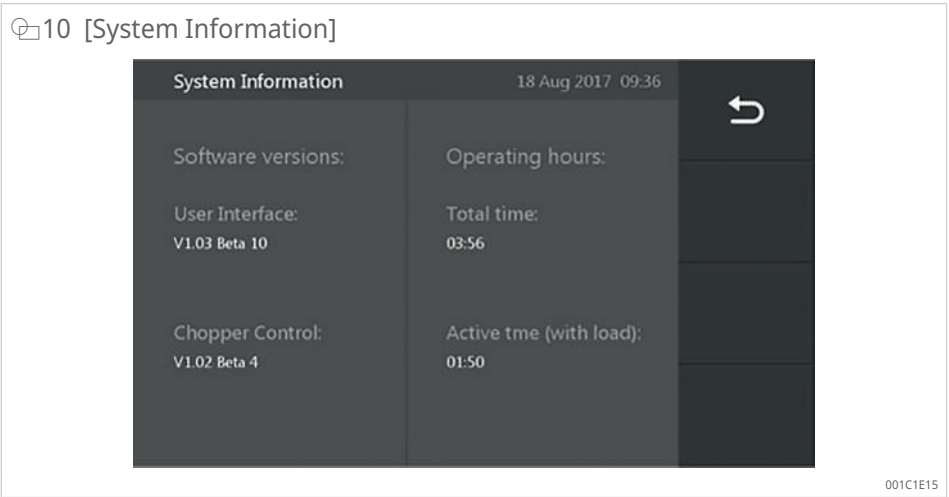 10 [System Information]
System Information 18 Aug 2017 09:36
Software versions:
User Interface:
V1.03 Beta 10
Chopper Control:
V1.02 Beta 4
Operating hours:
Total time:
03:56
Active tme (with load):
01:50
001C1E15